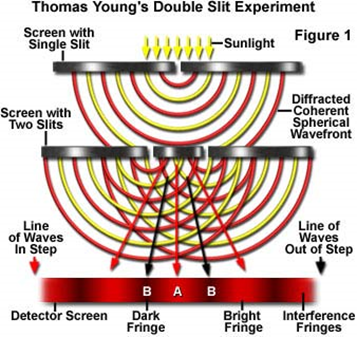 Thomas Young's Double Slit Experiment
Screen with
Single Slit
Sunlight
Figure 1
Screen with
Two Slits
Diffracted
Coherent
Spherical
Wavefront
Line
of Waves
In Step
Line
of Waves
Out of Step
B A B
Detector Screen
Dark
Fringe
Bright
Fringe
Interference
Fringes